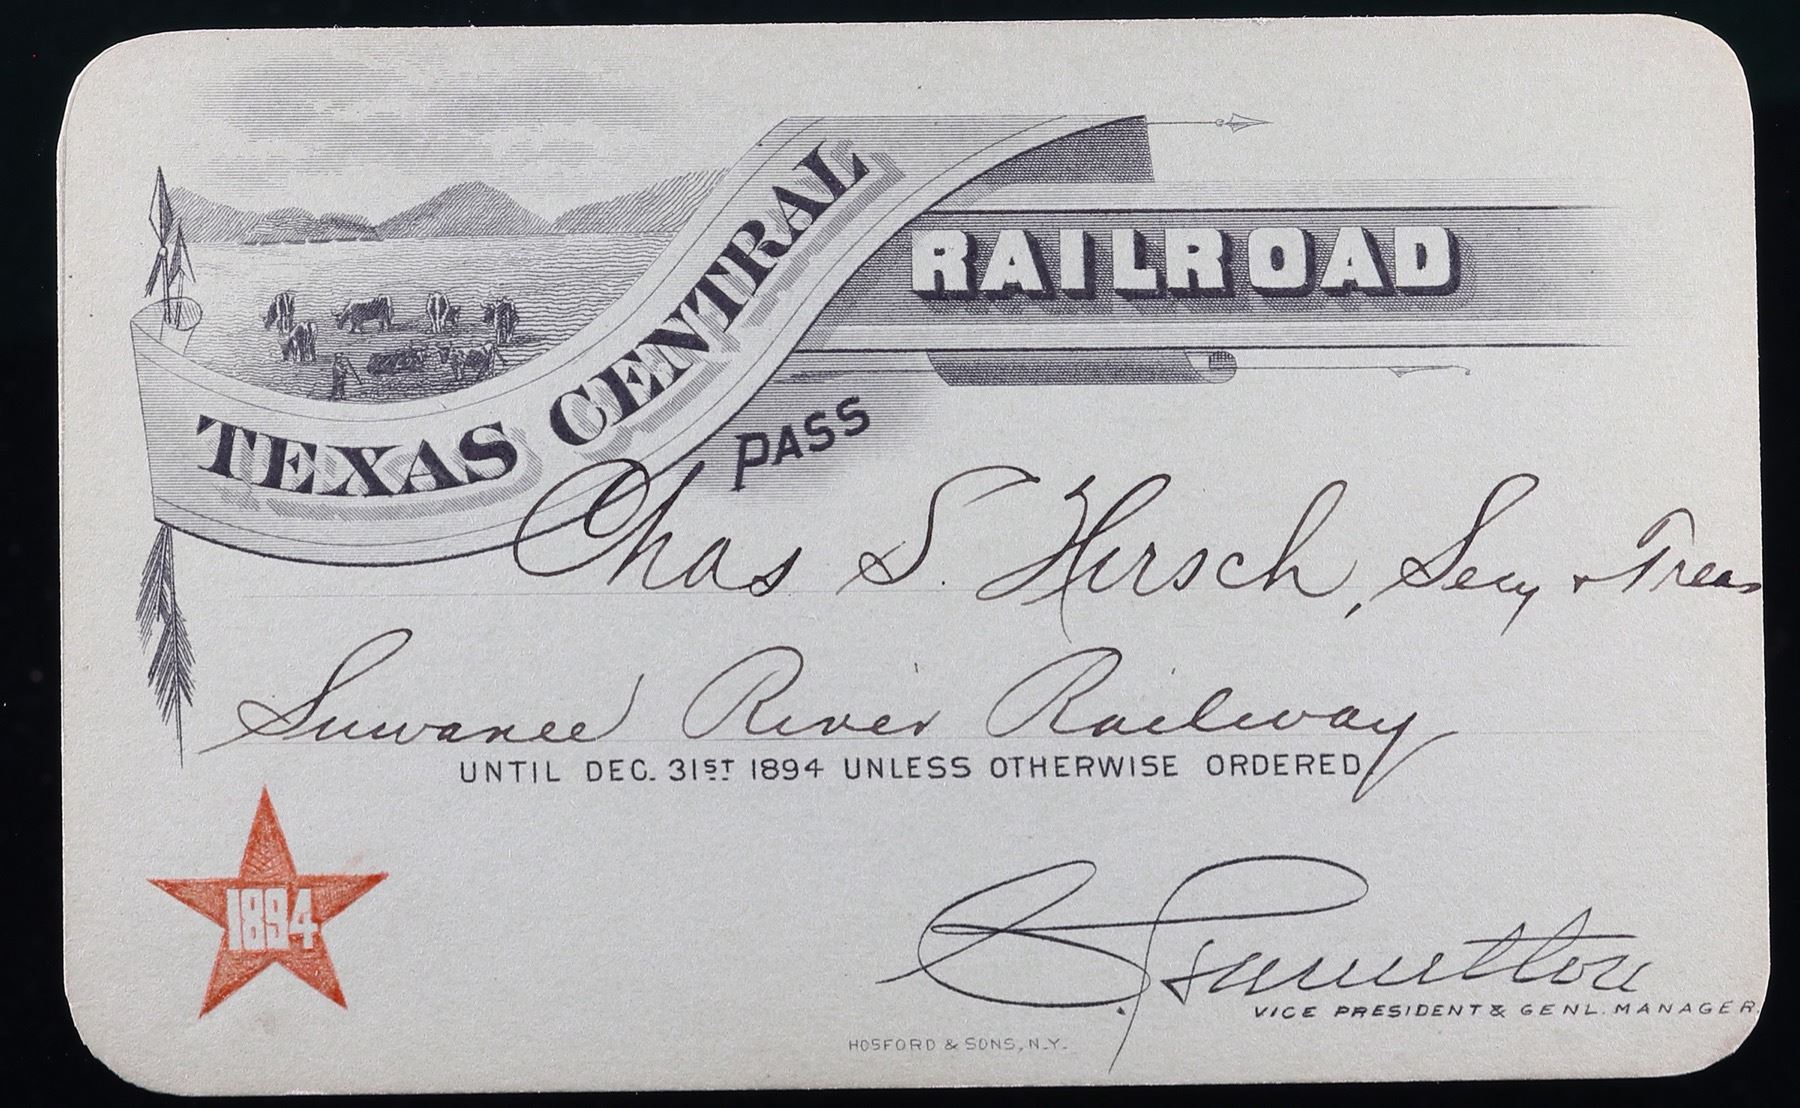 TEXAS CENTRAL
RAILROAD
PASS
Chas S. Hirsch, Secy & Treas
Suwanee River Railway
UNTIL DEC. 31ST 1894 UNLESS OTHERWISE ORDERED
1894
Hamilton
VICE PRESIDENT & GENL. MANAGER.
HOSFORD & SONS, N.Y.